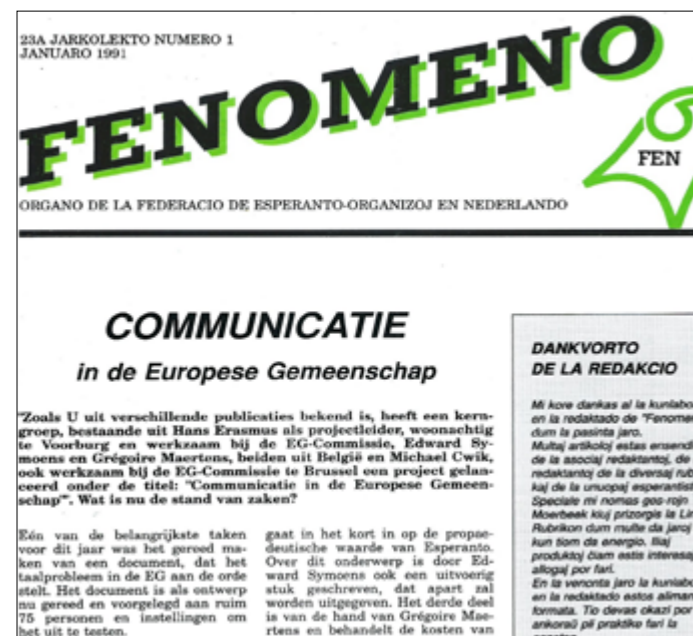 23A JARKOLEKTO NUMERO 1
JANUARO 1991
FENOMENO
FEN
ORGANO DE LA FEDERACIO DE ESPERANTO-ORGANIZOJ EN NEDERLANDO
COMMUNICATIE
in de Europese Gemeenschap
"Zoals U uit verschillende publicaties bekend is, heeft een kern-
groep, bestaande uit Hans Erasmus als projectleider, woonachtig
te Voorburg en werkzaam bij de EG-Commissie, Edward Sy-
moens en Grégoire Maertens, beiden uit België en Michael Cwik,
ook werkzaam bij de EG-Commissie te Brussel een project gelan-
ceerd onder de titel: "Communicatie in de Europese Gemeen-
schap"". Wat is nu de stand van zaken?
Eén van de belangrijkste taken
voor dit jaar was het gereed ma-
ken van een document, dat het
taalprobleem in de EG aan de orde
stelt. Het document is als ontwerp
nu gereed en voorgelegd aan ruim
75 personen en instellingen om
het uit te testen.
gaat in het kort in op de propae-
deutische waarde van Esperanto.
Over dit onderwerp is door Ed-
ward Symoens ook een uitvoerig
stuk geschreven, dat apart zal
worden uitgegeven. Het derde deel
is van de hand van Grégoire Mae-
rtens en behandelt de kosten van
DANKVORTO
DE LA REDAKCIO
Mi kore dankas al la kunlabo
en la redaktado de "Fenomen
dum la pasinta jaro.
Multaj artikoloj estas ensendi
de la asociaj redaktantoj, de
redaktantoj de la diversaj rub
kaj de la unuopaj esperantist
Speciale mi nomas ges-rojn
Moerbeek kiuj prizorgis la Lin
Rubrikon dum multe da jaroj
kun tiom da energio. Iliaj
produktoj ĉiam estis interesaj
allogaj por fari.
En la venonta jaro la kunlabo
en la redaktado estos aliman
formata. Tio devas okazi por
ankoraŭ pli praktike fari la